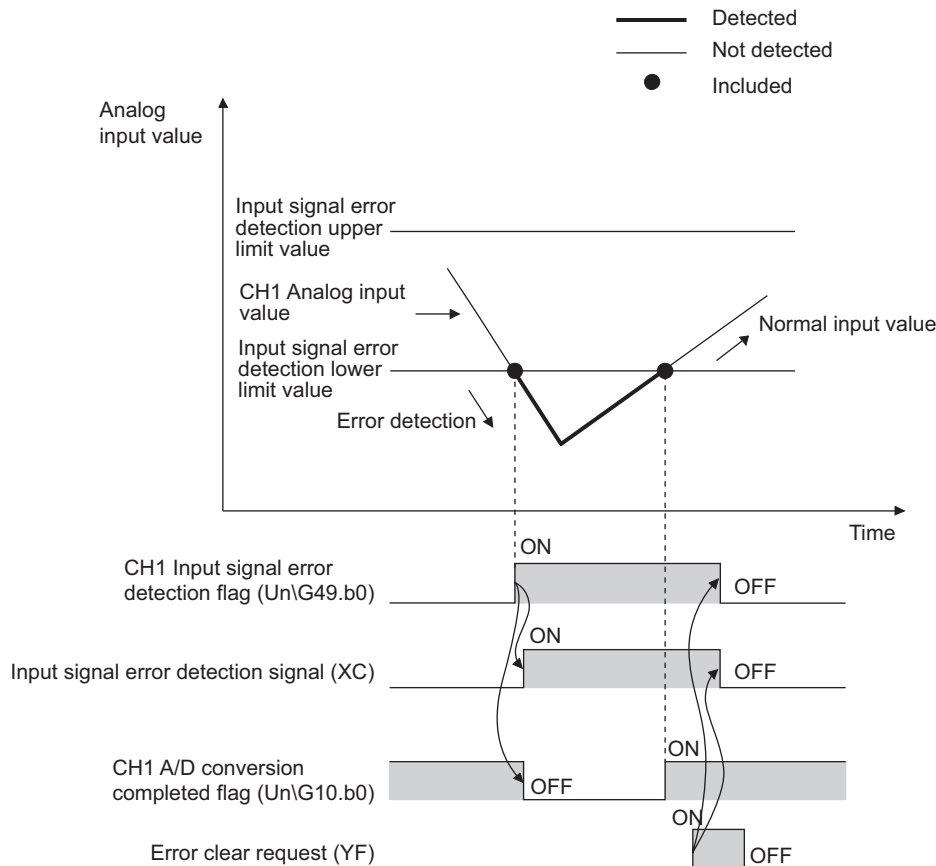 Detected
Not detected
Included
Analog
input value
Input signal error
detection upper
limit value
CH1 Analog input
value
Normal input value
Input signal error
detection lower
limit value
Error detection
Time
ON
CH1 Input signal error
detection flag (Un\G49.b0)
OFF
ON
Input signal error detection signal (XC)
OFF
ON
CH1 A/D conversion
completed flag (Un\G10.b0)
OFF
ON
Error clear request (YF)
OFF